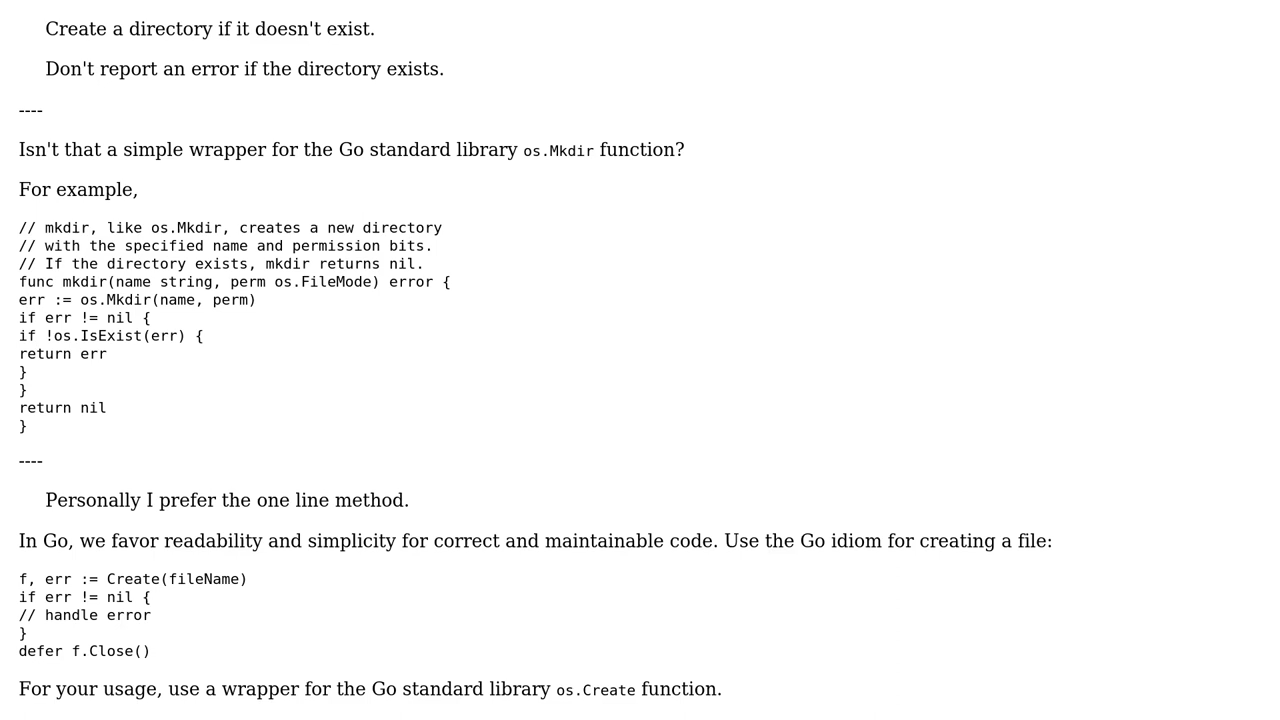 Create a directory if it doesn't exist.
Don't report an error if the directory exists.
----
Isn't that a simple wrapper for the Go standard library os.Mkdir function?
For example,
// mkdir, like os.Mkdir, creates a new directory
// with the specified name and permission bits.
// If the directory exists, mkdir returns nil.
func mkdir(name string, perm os.FileMode) error {
err := os.Mkdir(name, perm)
if err != nil {
if !os.IsExist(err) {
return err
}
}
return nil
}
----
Personally I prefer the one line method.
In Go, we favor readability and simplicity for correct and maintainable code. Use the Go idiom for creating a file:
f, err := Create(fileName)
if err != nil {
// handle error
}
defer f.Close()
For your usage, use a wrapper for the Go standard library os.Create function.